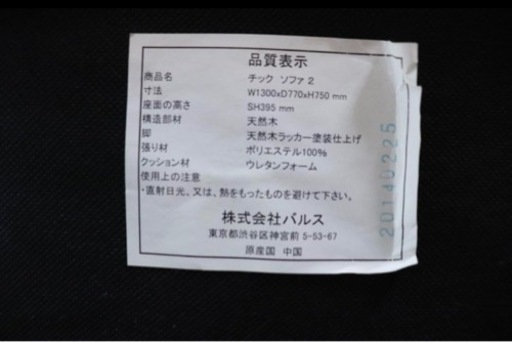 品質表示
商品名 チック ソファ 2
寸法 W1300xD770xH750 mm
座面の高さ SH395 mm
構造部材 天然木
脚 天然木ラッカー塗装仕上げ
張り材 ポリエステル100%
クッション材 ウレタンフォーム
使用上の注意
・直射日光、又は、熱をもったものを避けて下さい。
株式会社バルス
東京都渋谷区神宮前 5-53-67
原産国 中国
20140225